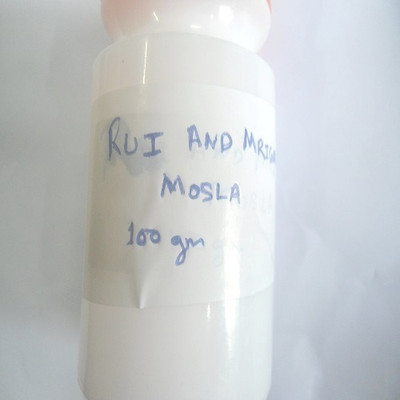 RUI AND
MOSLA
100 gm